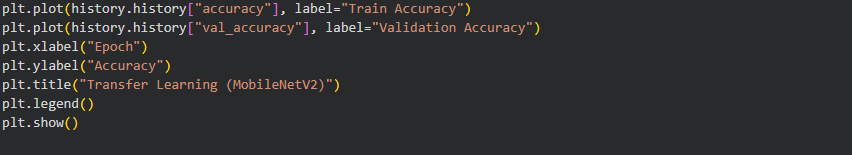 plt.plot(history.history["accuracy"], label="Train Accuracy")
plt.plot(history.history["val_accuracy"], label="Validation Accuracy")
plt.xlabel("Epoch")
plt.ylabel("Accuracy")
plt.title("Transfer Learning (MobileNetV2)")
plt.legend()
plt.show()